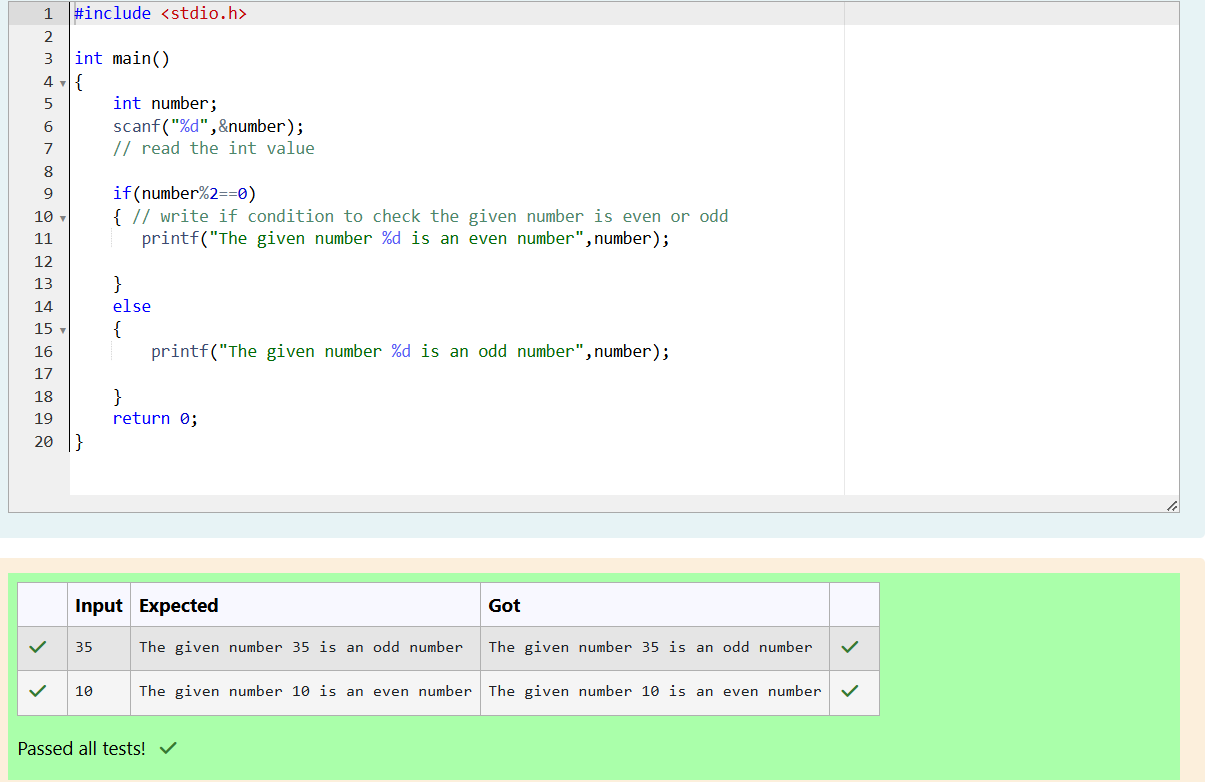 1 #include <stdio.h>
2
3 int main()
4 {
5     int number;
6     scanf("%d",&number);
7     // read the int value
8
9     if(number%2==0)
10     { // write if condition to check the given number is even or odd
11        printf("The given number %d is an even number",number);
12
13     }
14     else
15     {
16         printf("The given number %d is an odd number",number);
17
18     }
19     return 0;
20 }
Input Expected Got
35 The given number 35 is an odd number The given number 35 is an odd number
10 The given number 10 is an even number The given number 10 is an even number
Passed all tests!